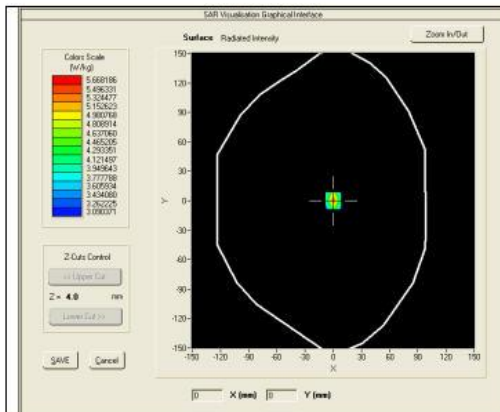 SAR Visualisation Graphical Interface
Surface: Radiated Intensity
Zoom In/Out
Colors Scale
(W/kg)
5.668186
5.496331
5.324477
5.152623
4.980768
4.808914
4.637060
4.465205
4.293351
4.121497
3.949643
3.777788
3.605934
3.434080
3.262225
3.090371
Z-Cuts Control
<< Upper Cut
Z = 4.0 mm
Lower Cut >>
SAVE Cancel
150-
120-
90-
60-
30-
0-
-30-
-60-
-90-
-120-
-150-
Y
-150 -120 -90 -60 -30 0 30 60 90 120 150
X
0 X (mm) 0 Y (mm)